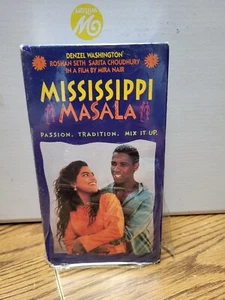 DENZEL WASHINGTON
ROSHAN SETH SARITA CHOUDHURY
IN A FILM BY MIRA NAIR
MISSISSIPPI
MASALA
PASSION. TRADITION. MIX IT UP.